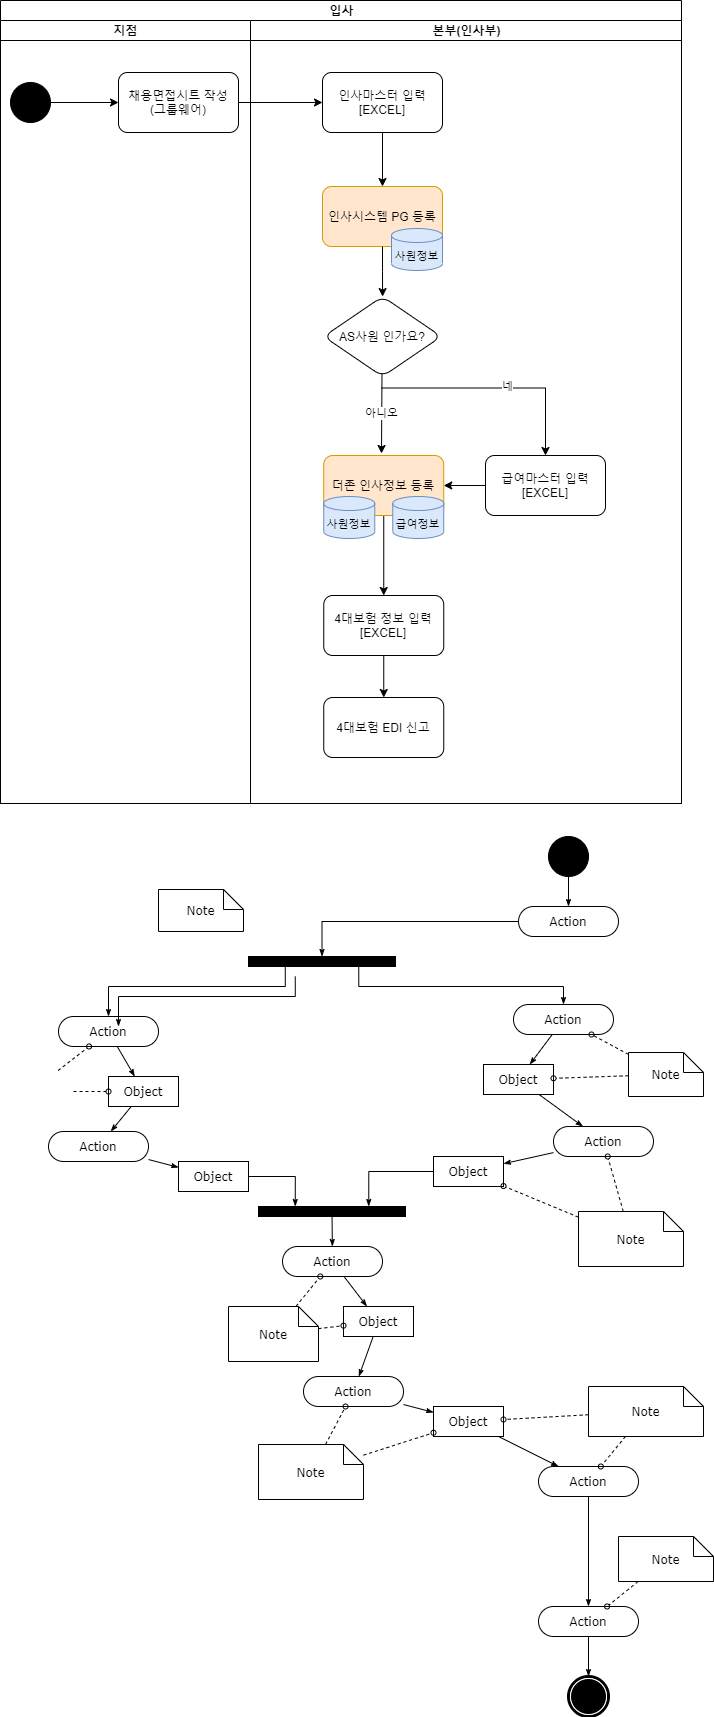 입사
지점
본부(인사부)
채용면접시트 작성
(그룹웨어)
인사마스터 입력
[EXCEL]
인사시스템 PG 등록
사원정보
AS사원 인가요?
네
아니오
더존 인사정보 등록
사원정보
급여정보
급여마스터 입력
[EXCEL]
4대보험 정보 입력
[EXCEL]
4대보험 EDI 신고
Note
Action
Action
Action
Object
Object
Note
Action
Action
Object
Object
Note
Action
Object
Note
Action
Object
Note
Note
Action
Note
Action